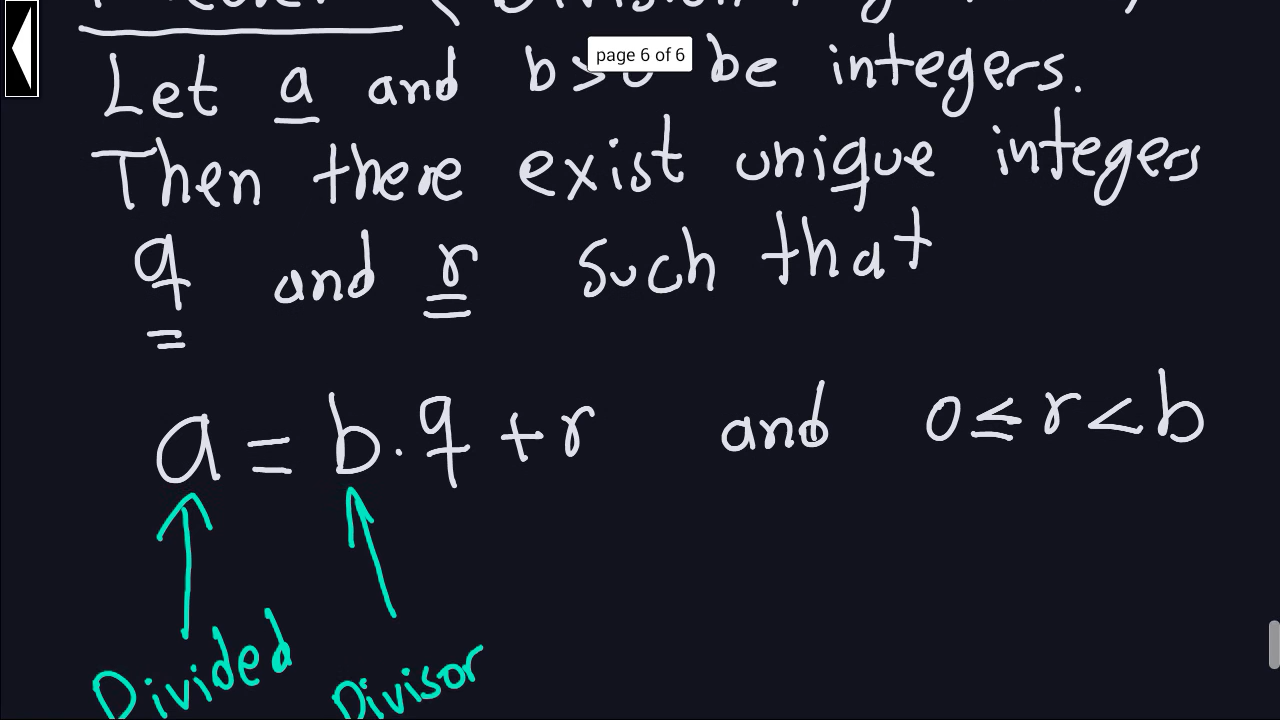 Let a and b>0 be integers.
page 6 of 6
Then there exist unique integers
q and r such that
a = b · q + r and 0 ≤ r < b
Divided Divisor